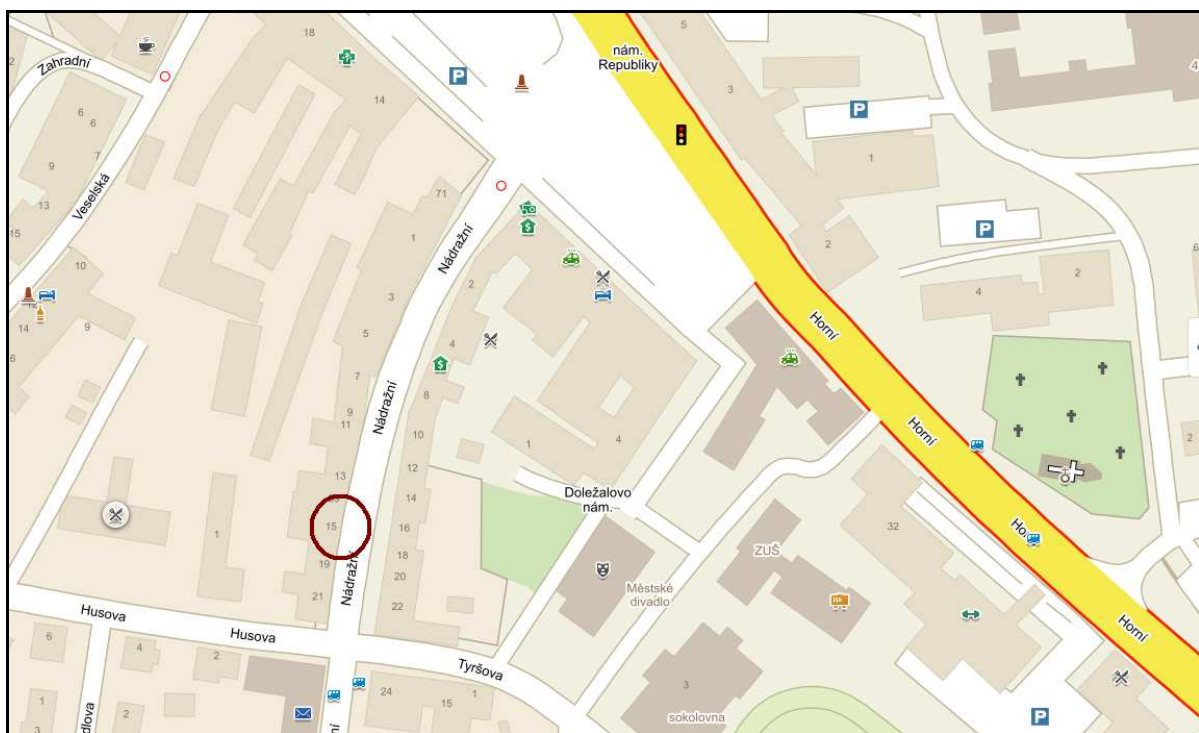 18
nám.
Republiky
5
4
Zahradní
P
3
14
P
6
6
1
9
7
Veselská
71
13
1
Nádražní
15
$
P
2
6
10
2
2
3
4
14
9
5
Horní
4
$
7
Nádražní
8
9
11
10
1
4
Horní
2
13
12
14
Doležalovo
nám.
15
16
32
1
ZUŠ
19
Nádražní
18
20
Městské
divadlo
21
22
Husova
Husova
Horní
6
4
2
Tyršova
24
1
15
3
1
2
3
sokolovna
P